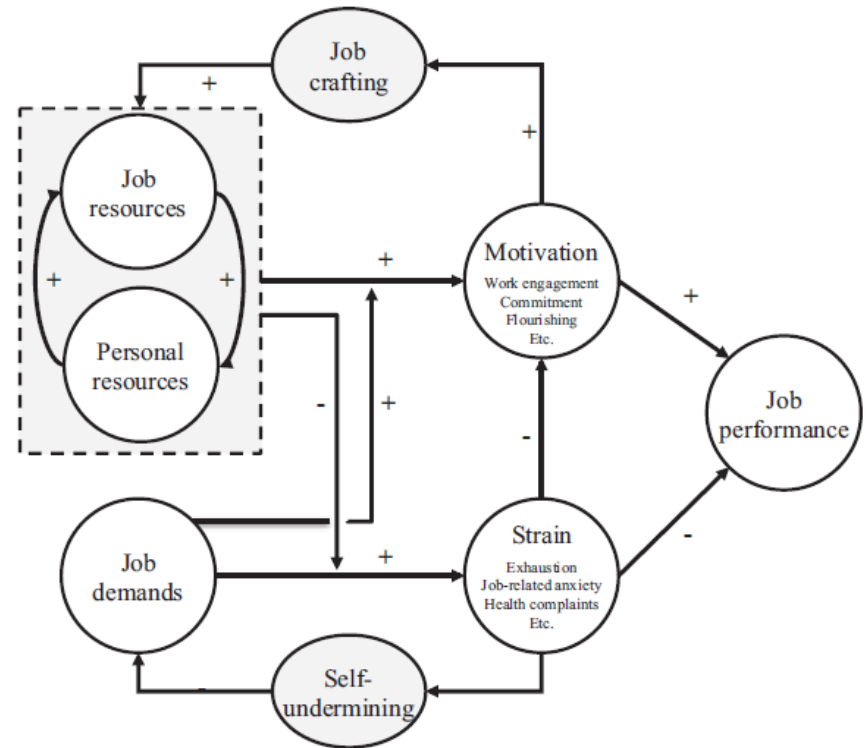 Job
crafting
+
+
Job
resources
+
+
Personal
resources
+
Motivation
Work engagement
Commitment
Flourishing
Etc.
+
-
+
-
Job
performance
Job
demands
+
Strain
Exhaustion
Job-related anxiety
Health complaints
Etc.
-
Self-
undermining
-